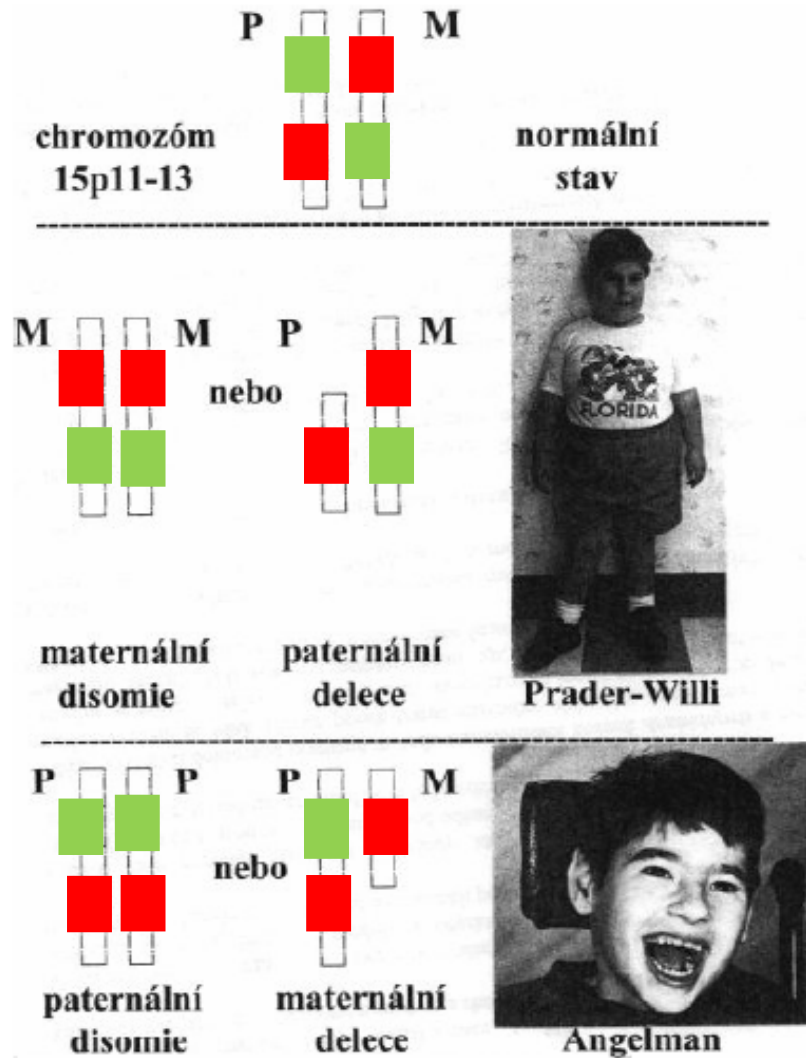 P M
chromozóm
15p11-13
normální
stav
M M P M
nebo
FLORIDA
maternální
disomie
paternální
delece
Prader-Willi
P P P M
nebo
paternální
disomie
maternální
delece
Angelman